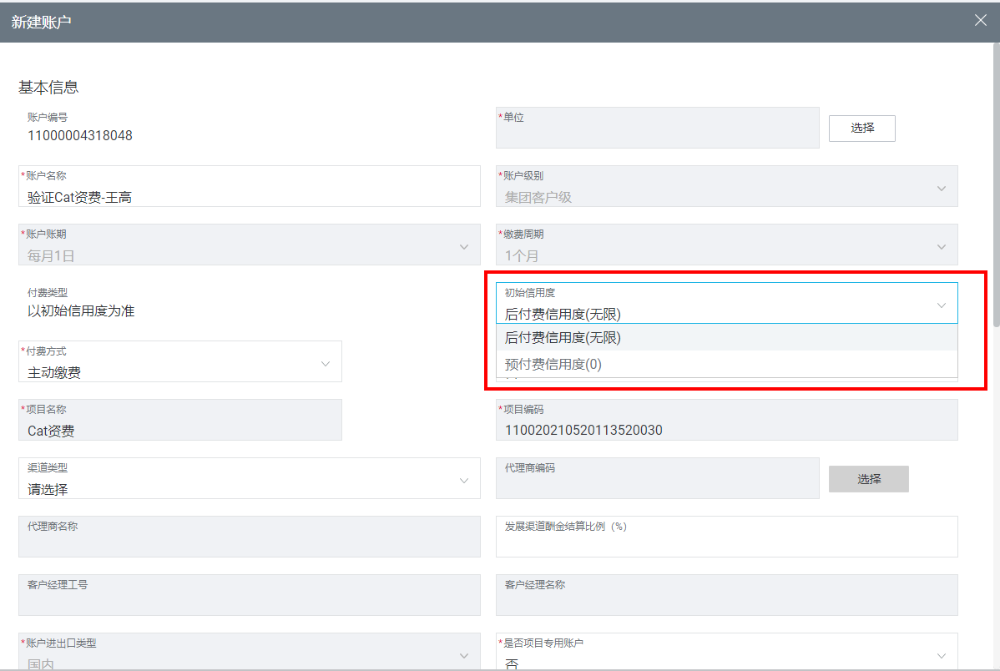 新建账户
基本信息
账户编号
11000004318048
*单位
选择
*账户名称
验证Cat资费-王高
*账户级别
集团客户级
*账户账期
每月1日
*缴费周期
1个月
付费类型
以初始信用度为准
初始信用度
后付费信用度(无限)
后付费信用度(无限)
预付费信用度(0)
*付费方式
主动缴费
*项目名称
Cat资费
*项目编码
110020210520113520030
渠道类型
请选择
代理商编码
选择
代理商名称
发展渠道酬金结算比例（%）
客户经理工号
客户经理名称
*账户进出口类型
国内
*是否项目专用账户
否